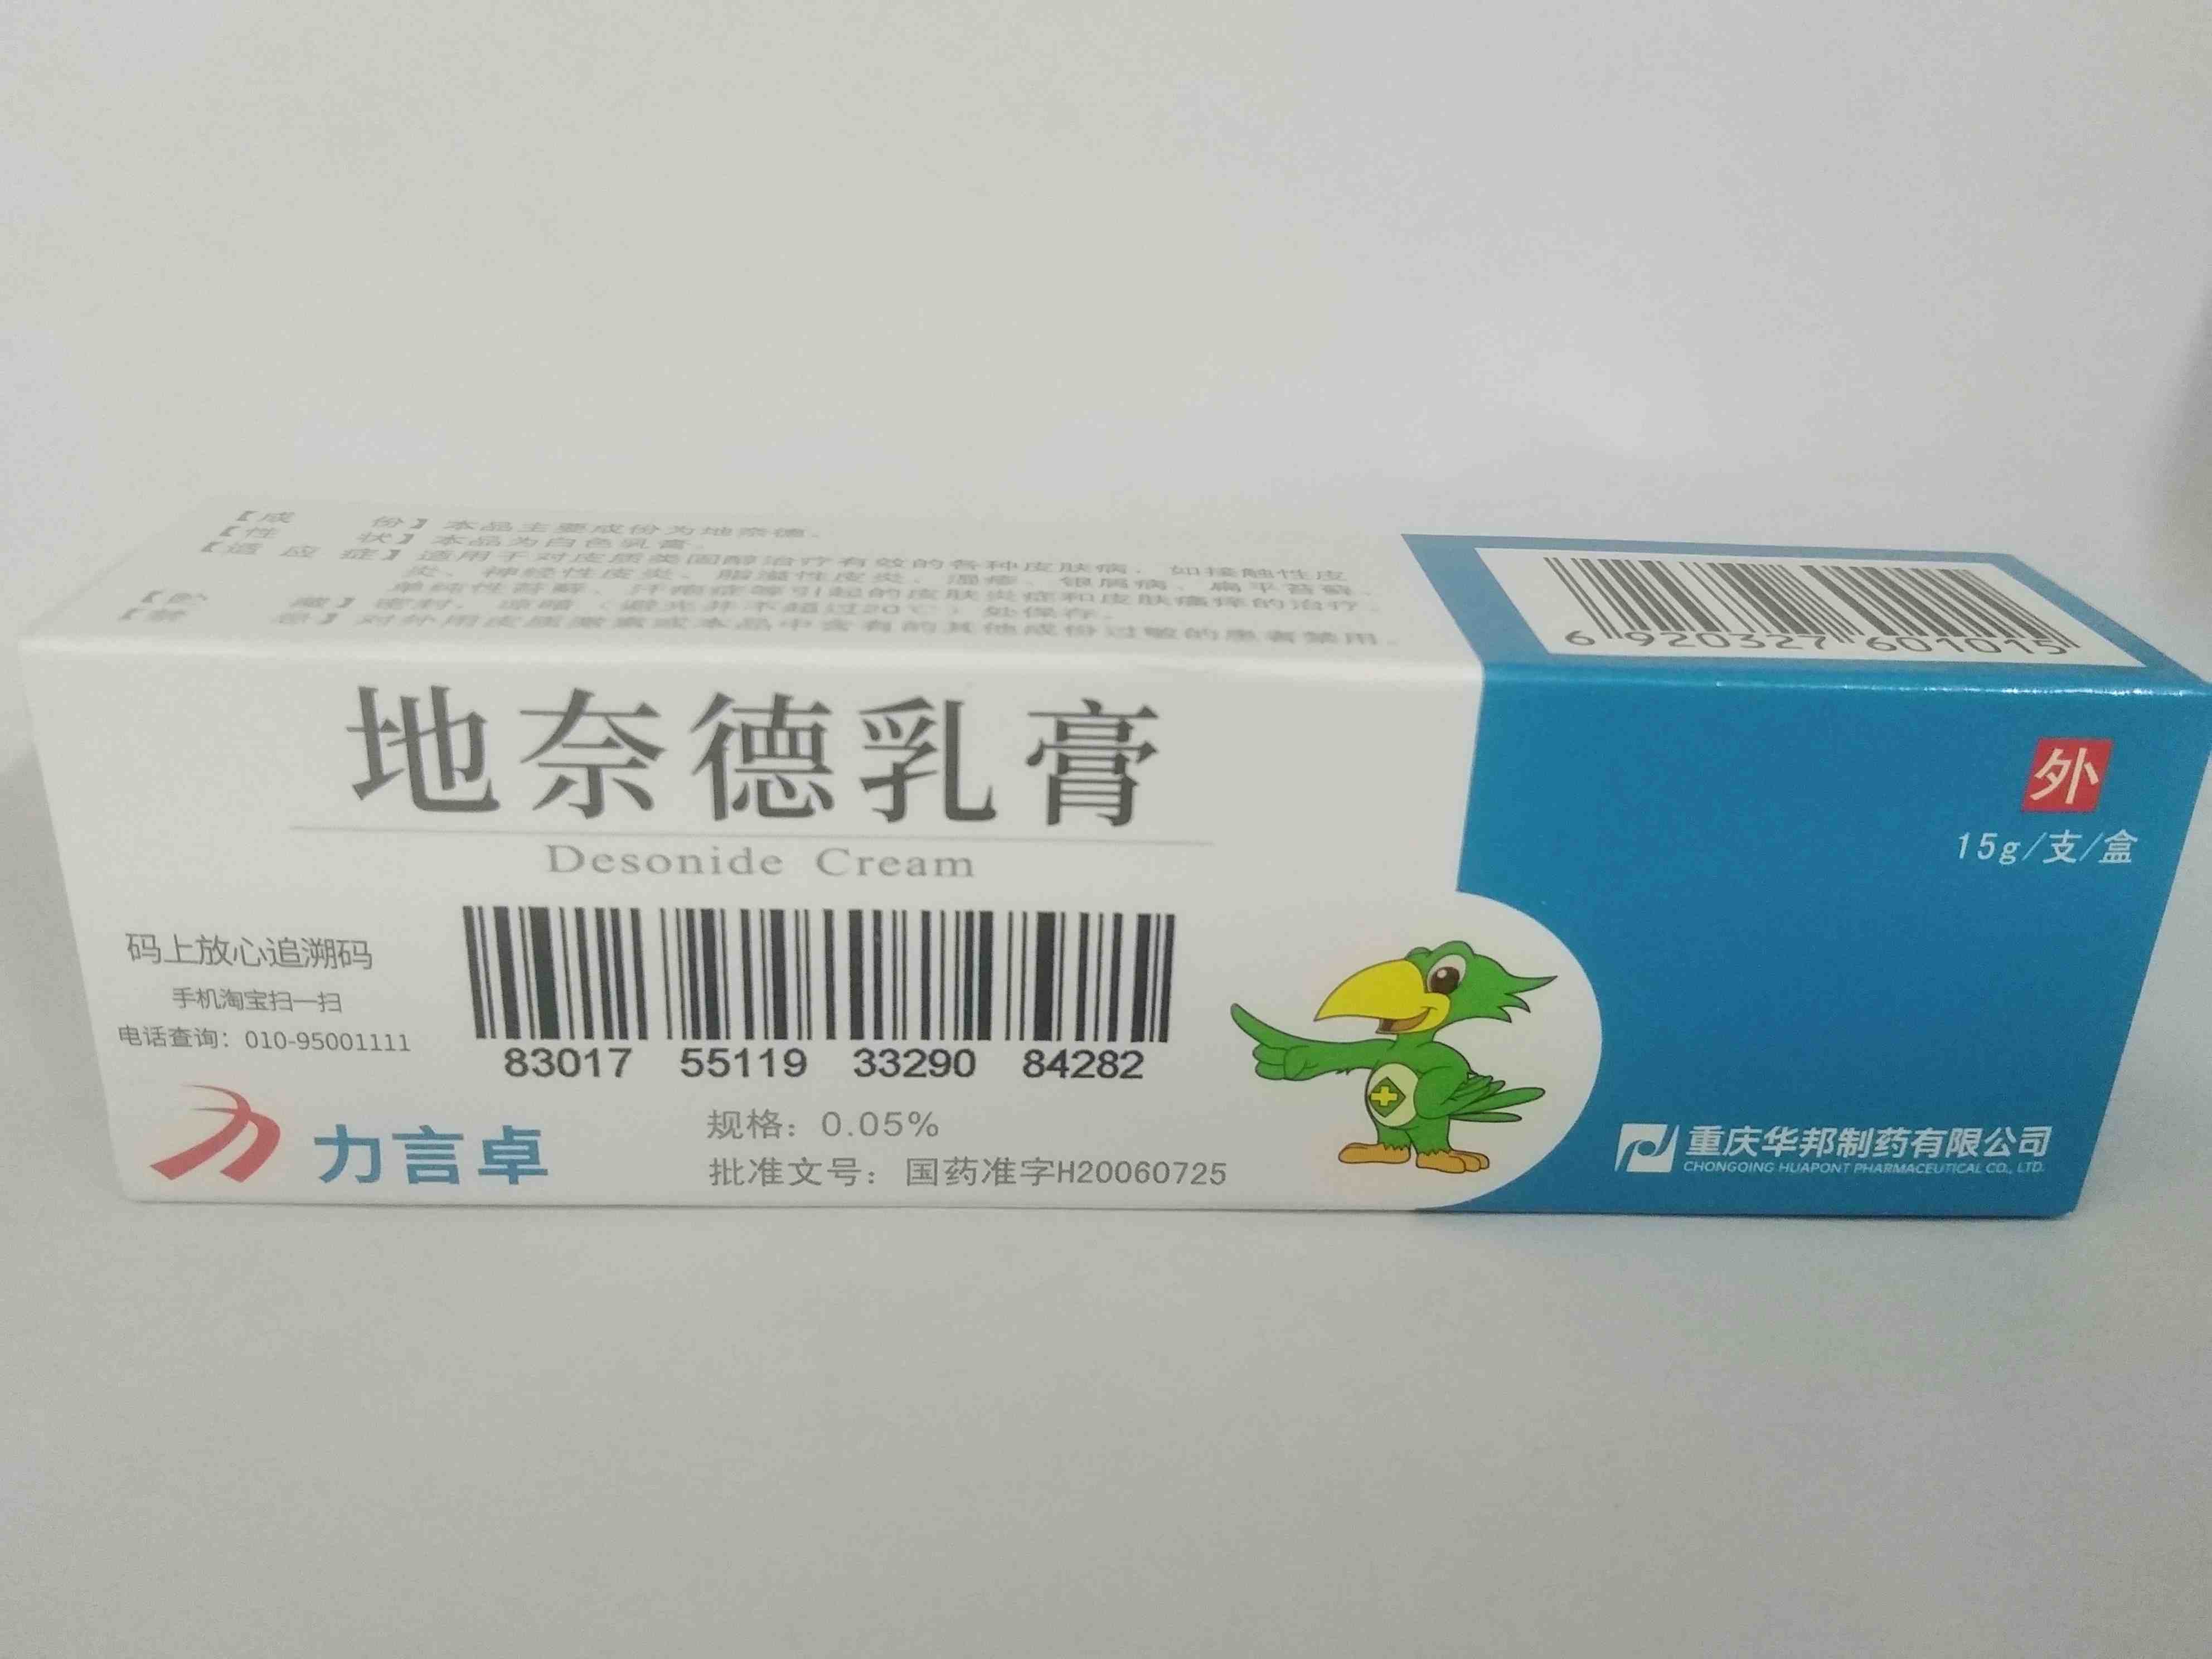 【成 份】本品主要成份为地奈德。
【性 状】本品为白色乳膏。
【适应症】适用于对皮质类固醇治疗有效的各种皮肤病，如接触性皮
炎、神经性皮炎、脂溢性皮炎、湿疹、银屑病、扁平苔藓、
单纯性苔藓、汗疱症等引起的皮肤炎症和皮肤瘙痒的治疗。
【贮 藏】密封，凉暗（避光并不超过20℃）处保存。
【禁 忌】对外用皮质激素或本品中含有的其他成份过敏的患者禁用。
6 920327 601015
地奈德乳膏
Desonide Cream
外
15g/支/盒
码上放心追溯码
手机淘宝扫一扫
电话查询：010-95001111
83017 55119 33290 84282
力言卓
规格：0.05%
批准文号：国药准字H20060725
重庆华邦制药有限公司
CHONGQING HUAPONT PHARMACEUTICAL CO., LTD.